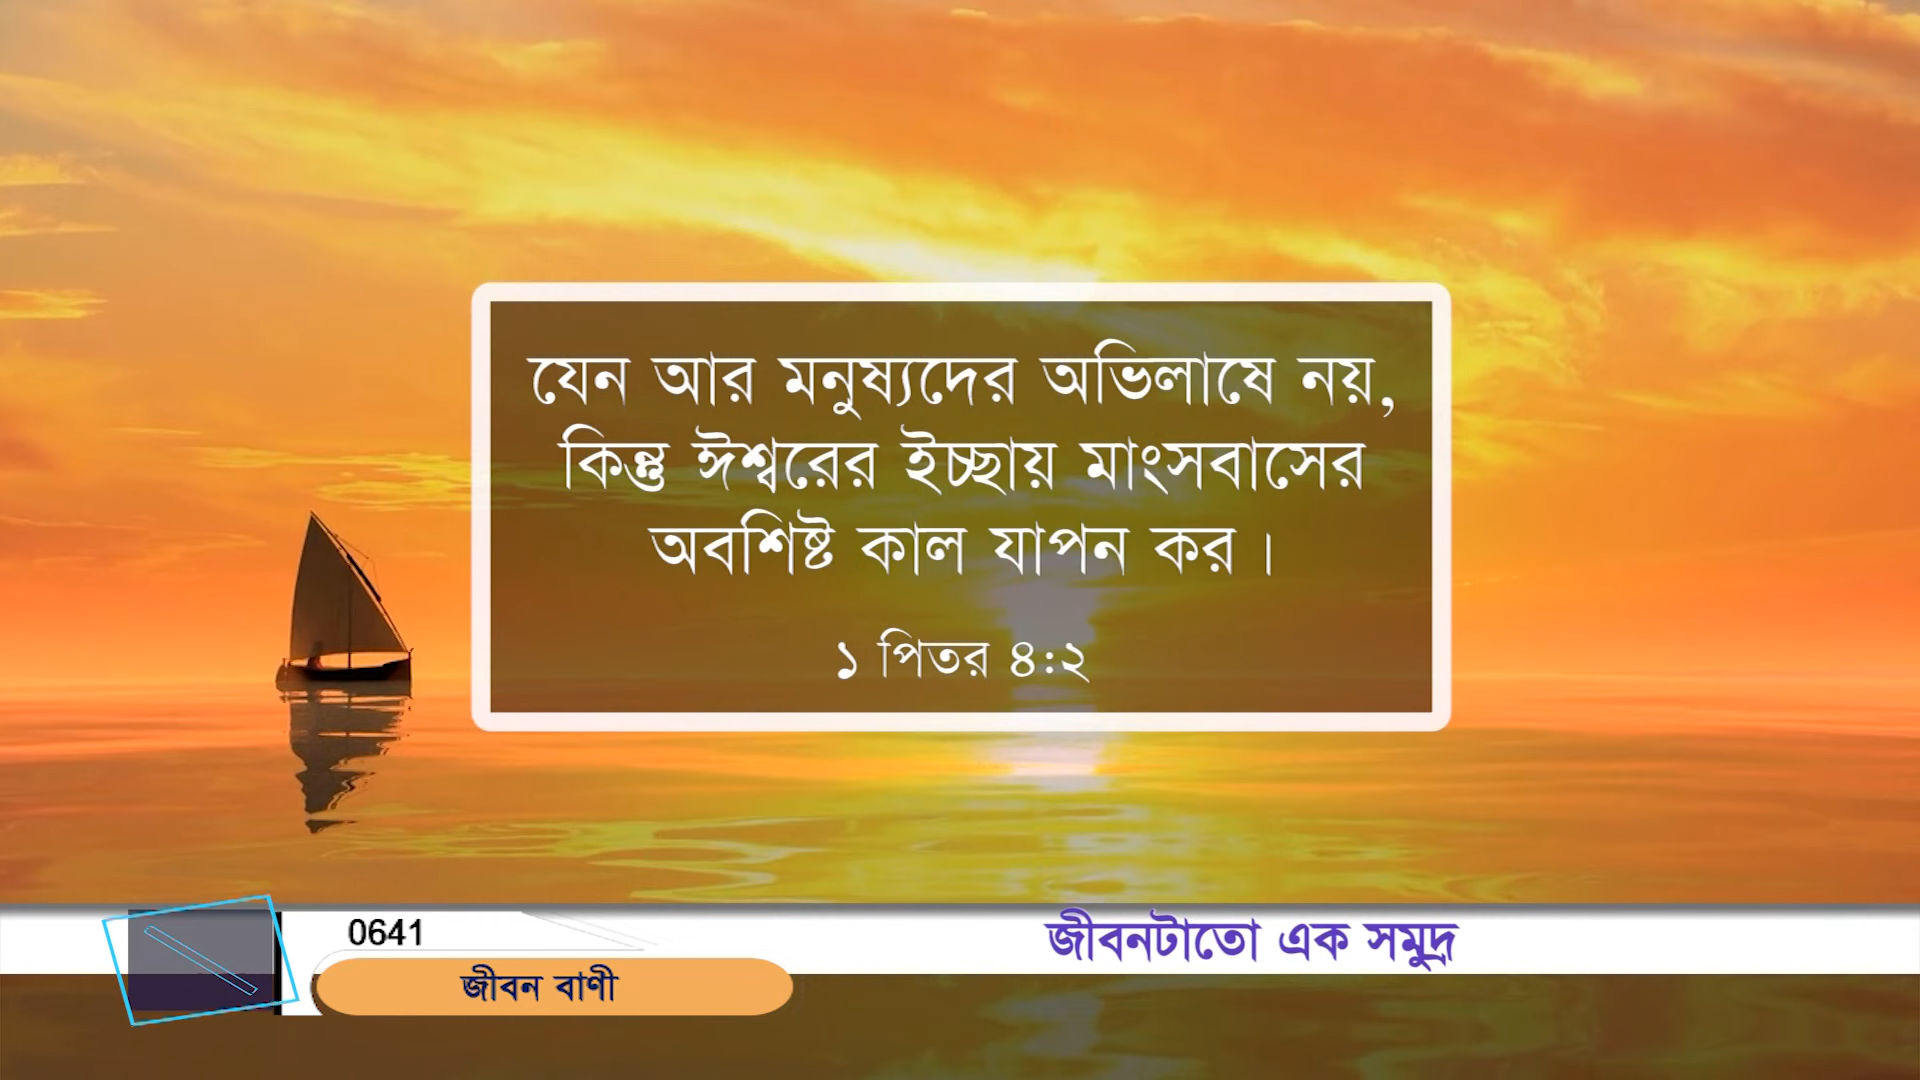 যেন আর মনুষ্যদের অভিলাষে নয়,
কিন্তু ঈশ্বরের ইচ্ছায় মাংসবাসের
অবশিষ্ট কাল যাপন কর।
১ পিতর ৪:২
0641
জীবনটাতো এক সমুদ্র
জীবন বাণী